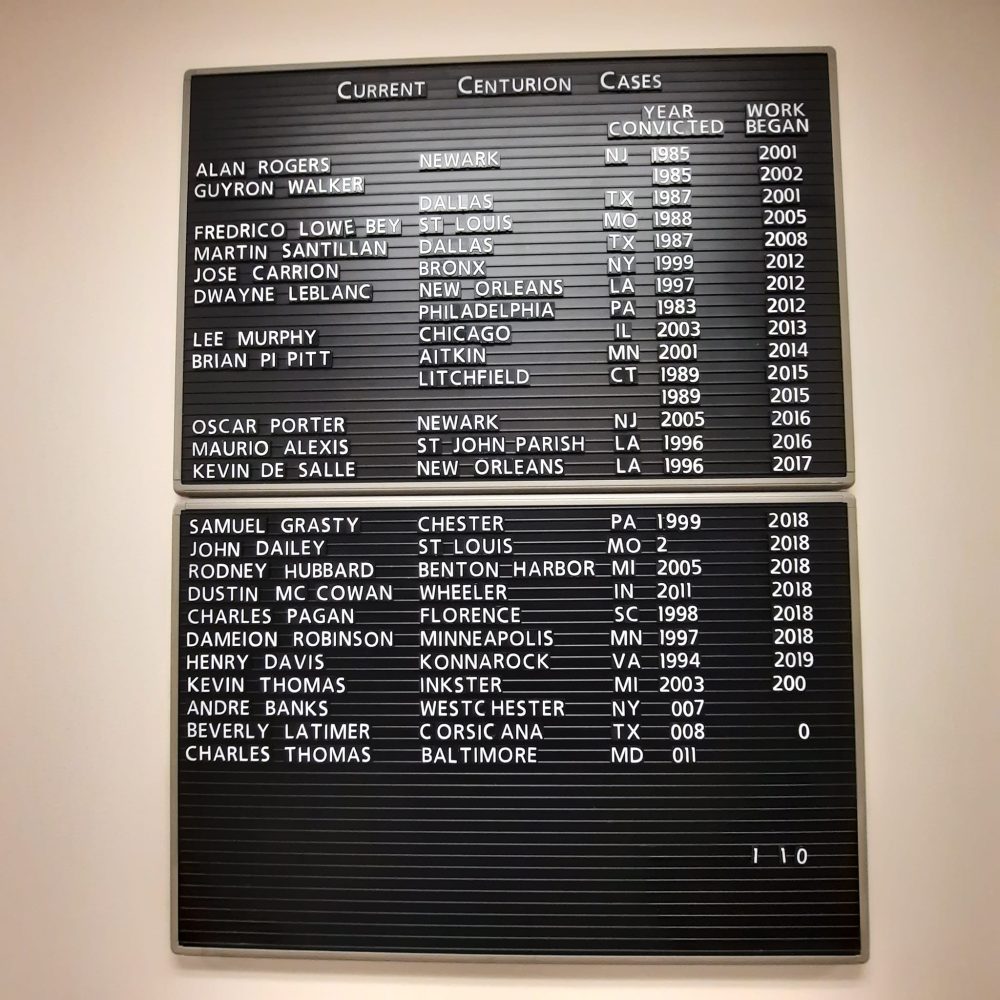 CURRENT CENTURION CASES
YEAR CONVICTED WORK BEGAN
ALAN ROGERS NEWARK NJ 1985 2001
GUYRON WALKER 1985 2002
DALLAS TX 1987 2001
FREDRICO LOWE BEY ST LOUIS MO 1988 2005
MARTIN SANTILLAN DALLAS TX 1987 2008
JOSE CARRION BRONX NY 1999 2012
DWAYNE LEBLANC NEW ORLEANS LA 1997 2012
PHILADELPHIA PA 1983 2012
LEE MURPHY CHICAGO IL 2003 2013
BRIAN PI PITT AITKIN MN 2001 2014
LITCHFIELD CT 1989 2015
1989 2015
OSCAR PORTER NEWARK NJ 2005 2016
MAURIO ALEXIS ST JOHN PARISH LA 1996 2016
KEVIN DE SALLE NEW ORLEANS LA 1996 2017
SAMUEL GRASTY CHESTER PA 1999 2018
JOHN DAILEY ST LOUIS MO 2 2018
RODNEY HUBBARD BENTON HARBOR MI 2005 2018
DUSTIN MC COWAN WHEELER IN 2011 2018
CHARLES PAGAN FLORENCE SC 1998 2018
DAMEION ROBINSON MINNEAPOLIS MN 1997 2018
HENRY DAVIS KONNAROCK VA 1994 2019
KEVIN THOMAS INKSTER MI 2003 200
ANDRE BANKS WESTC HESTER NY 007
BEVERLY LATIMER C ORSIC ANA TX 008 0
CHARLES THOMAS BALTIMORE MD 011
1 1 0